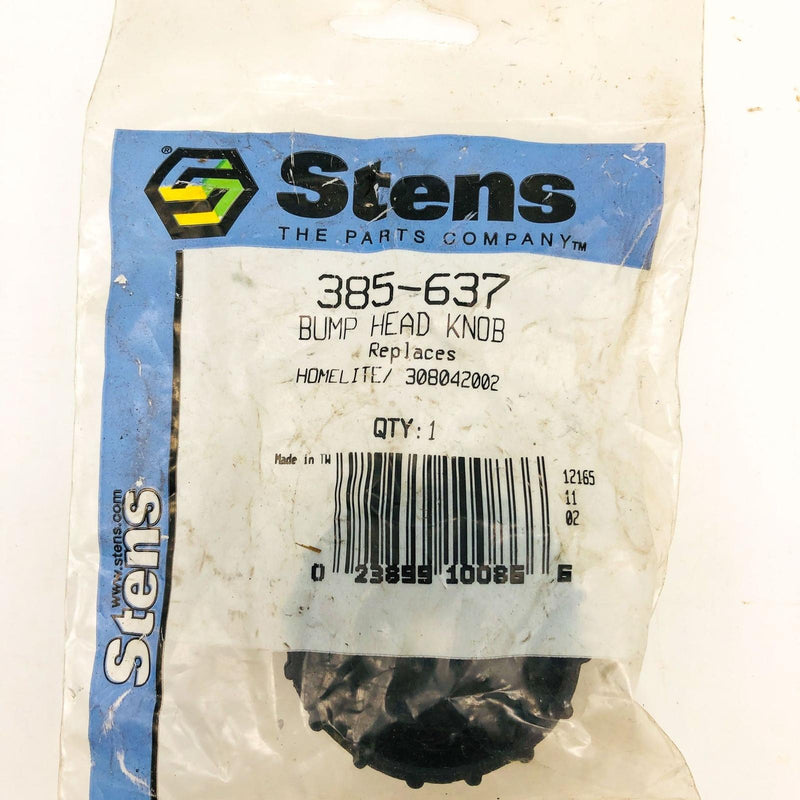 ®
Stens
THE PARTS COMPANY™
385-637
BUMP HEAD KNOB
Replaces
HOMELITE/ 308042002
QTY:1
Made in TW
12165
11
02
0 23899 10086 6
www.stens.com
Stens